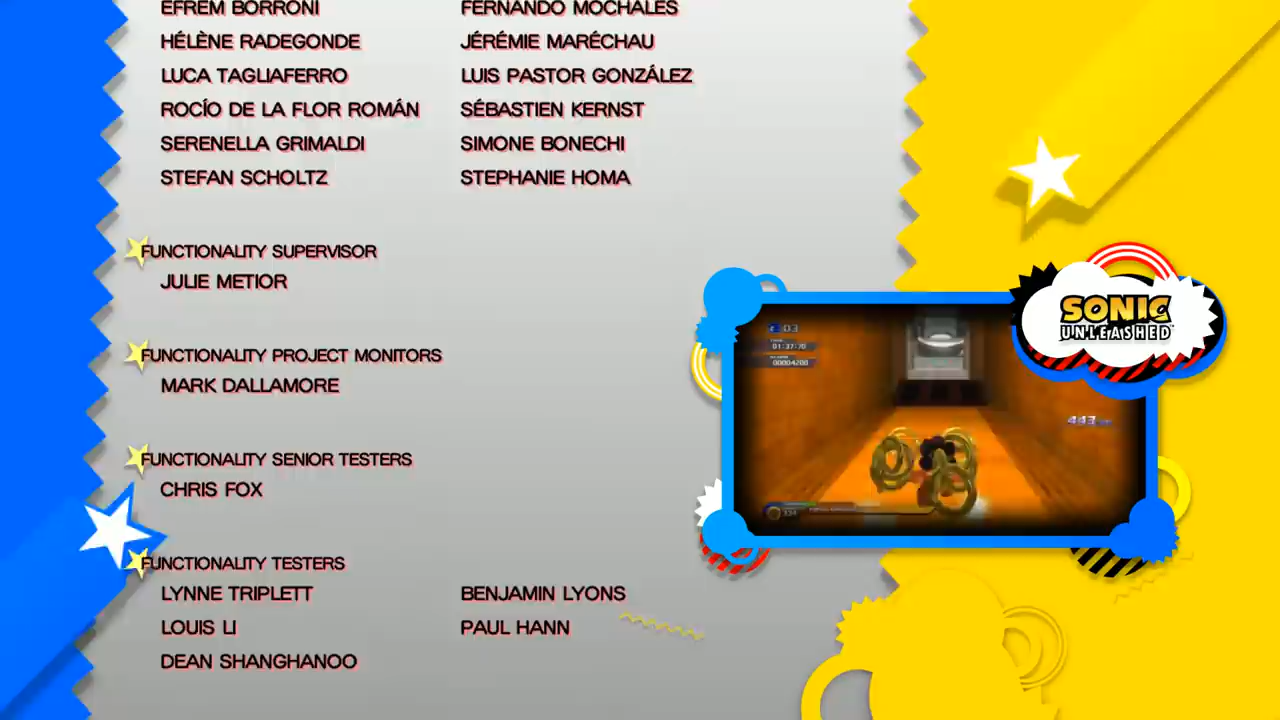 EFREM BORRONI
FERNANDO MOCHALES
HÉLÈNE RADEGONDE
JÉRÉMIE MARÉCHAU
LUCA TAGLIAFERRO
LUIS PASTOR GONZÁLEZ
ROCÍO DE LA FLOR ROMÁN
SÉBASTIEN KERNST
SERENELLA GRIMALDI
SIMONE BONECHI
STEFAN SCHOLTZ
STEPHANIE HOMA
FUNCTIONALITY SUPERVISOR
JULIE METIOR
FUNCTIONALITY PROJECT MONITORS
MARK DALLAMORE
FUNCTIONALITY SENIOR TESTERS
CHRIS FOX
FUNCTIONALITY TESTERS
LYNNE TRIPLETT
BENJAMIN LYONS
LOUIS LI
PAUL HANN
DEAN SHANGHANOO
SONIC
UNLEASHED
03
01:37:70
00004200
443